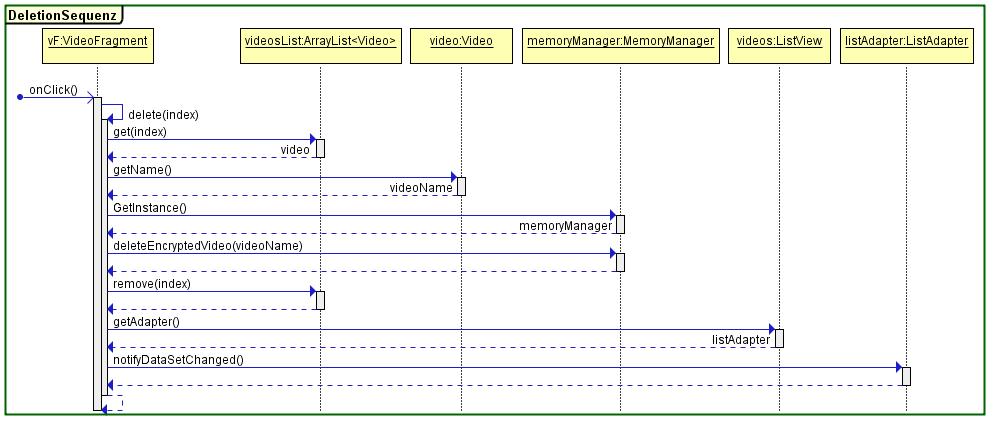 DeletionSequenz
vF:VideoFragment
videosList:ArrayList<Video>
video:Video
memoryManager:MemoryManager
videos:ListView
listAdapter:ListAdapter
onClick()
delete(index)
get(index)
video
getName()
videoName
GetInstance()
memoryManager
deleteEncryptedVideo(videoName)
remove(index)
getAdapter()
listAdapter
notifyDataSetChanged()